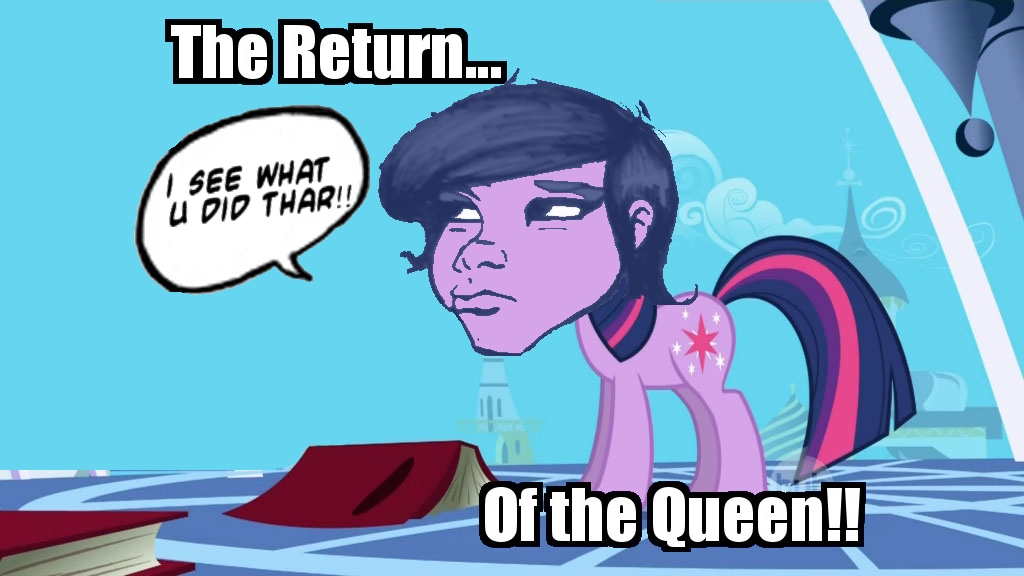 The Return...
I SEE WHAT
U DID THAR!!
Of the Queen!!